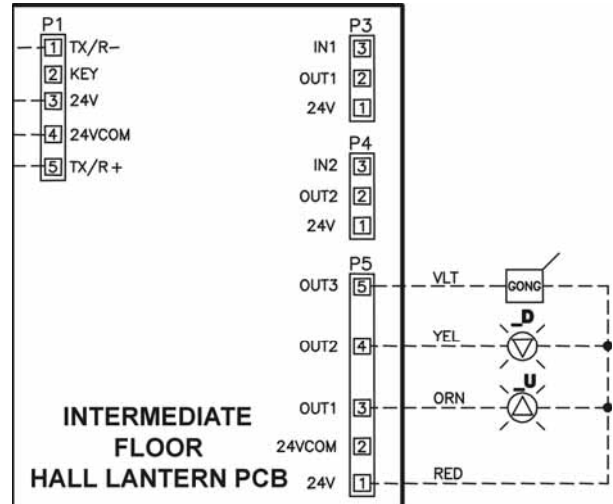 P1
1 TX/R-
2 KEY
3 24V
4 24VCOM
5 TX/R+
P3
IN1 3
OUT1 2
24V 1
P4
IN2 3
OUT2 2
24V 1
P5
OUT3 5 VLT GONG
_D
OUT2 4 YEL
_U
OUT1 3 ORN
24VCOM 2
24V 1 RED
INTERMEDIATE
FLOOR
HALL LANTERN PCB